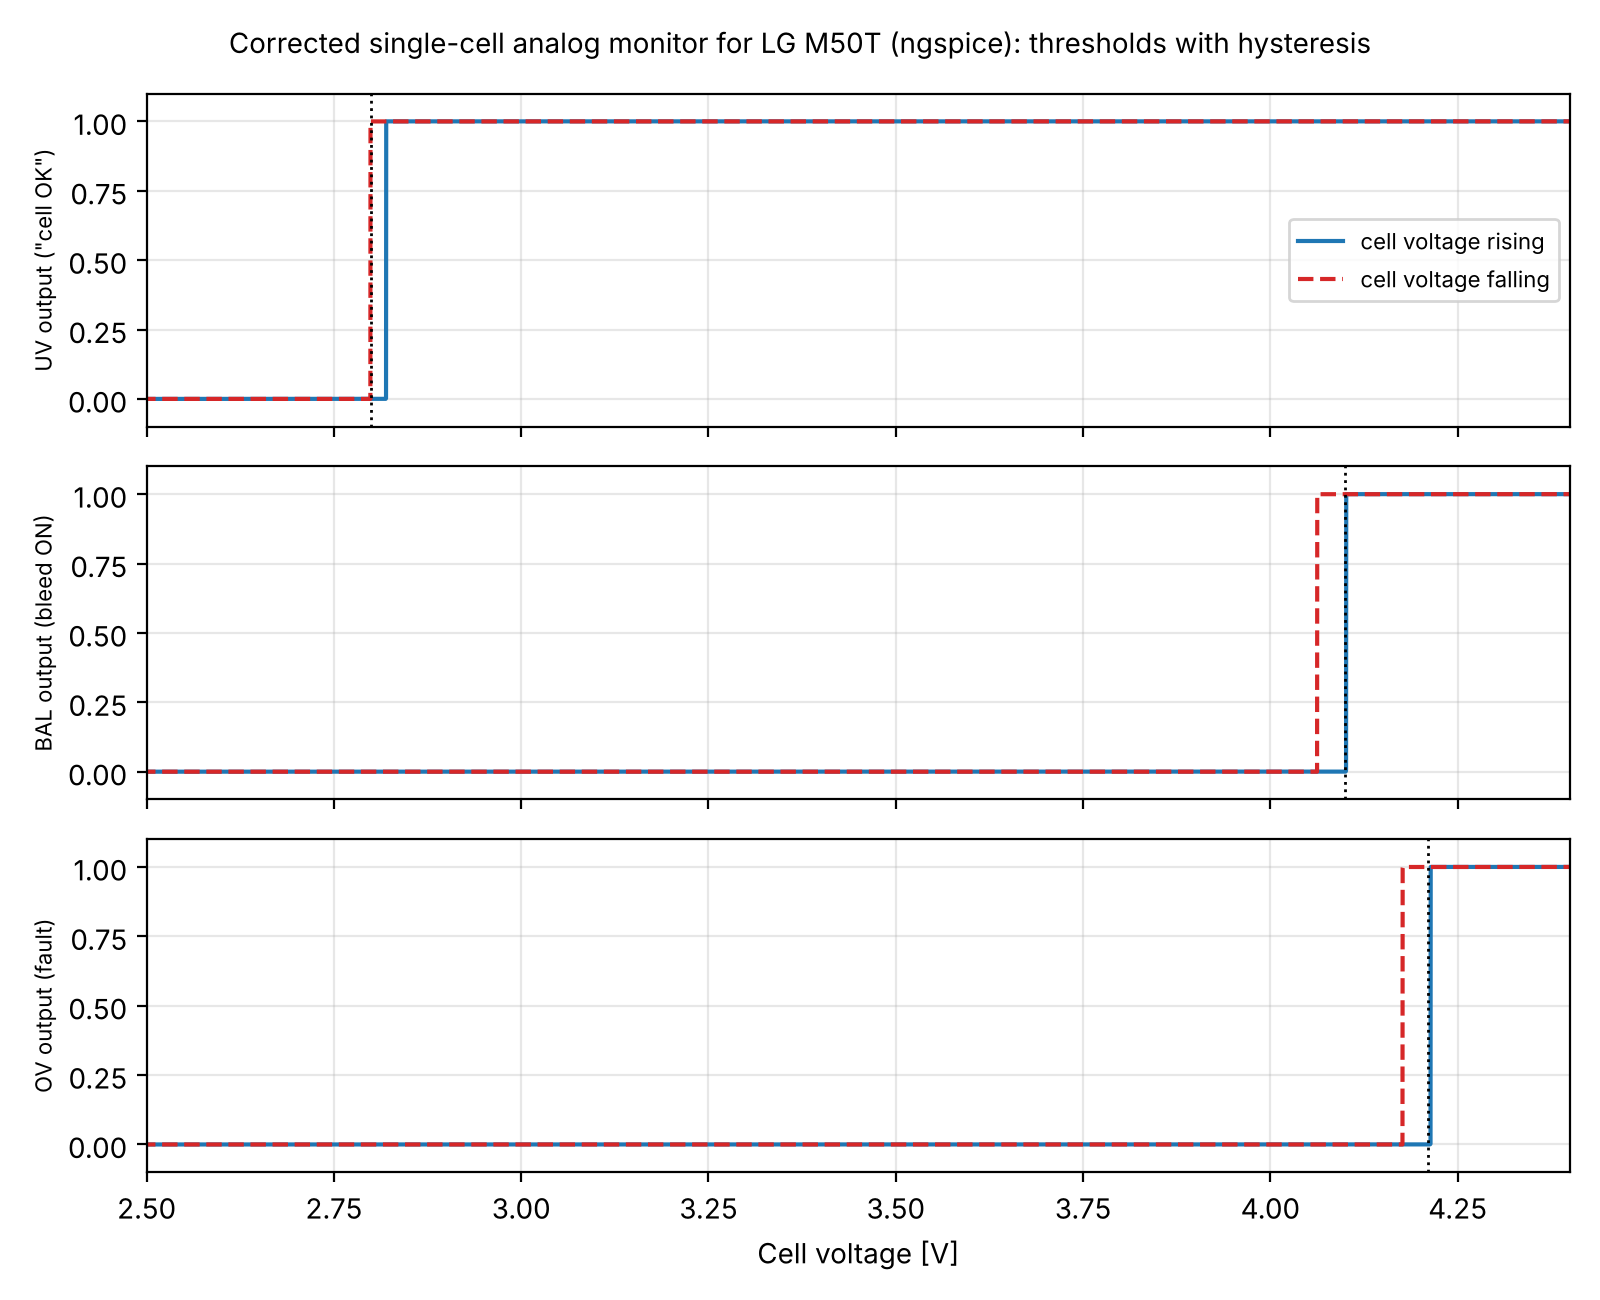 Corrected single-cell analog monitor for LG M50T (ngspice): thresholds with hysteresis
UV output ("cell OK")
1.00
0.75
0.50
0.25
0.00
cell voltage rising
cell voltage falling
BAL output (bleed ON)
1.00
0.75
0.50
0.25
0.00
OV output (fault)
1.00
0.75
0.50
0.25
0.00
2.50 2.75 3.00 3.25 3.50 3.75 4.00 4.25
Cell voltage [V]